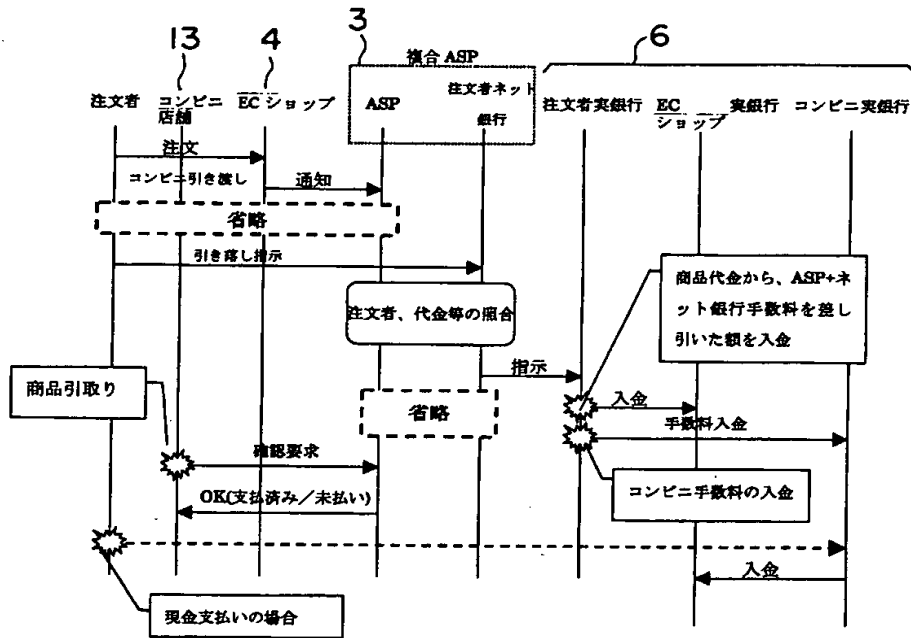 13
4
3
6
複合 ASP
注文者
コンビニ
店舗
EC ショップ
ASP
注文者ネット
銀行
注文者実銀行
EC
ショップ
実銀行
コンビニ実銀行
注文
コンビニ引き渡し
通知
省略
引き落し指示
商品代金から、ASP+ネ
ット銀行手数料を差し
引いた額を入金
注文者、代金等の照合
指示
商品引取り
省略
入金
手数料入金
確認要求
コンビニ手数料の入金
OK(支払済み／未払い)
入金
現金支払いの場合